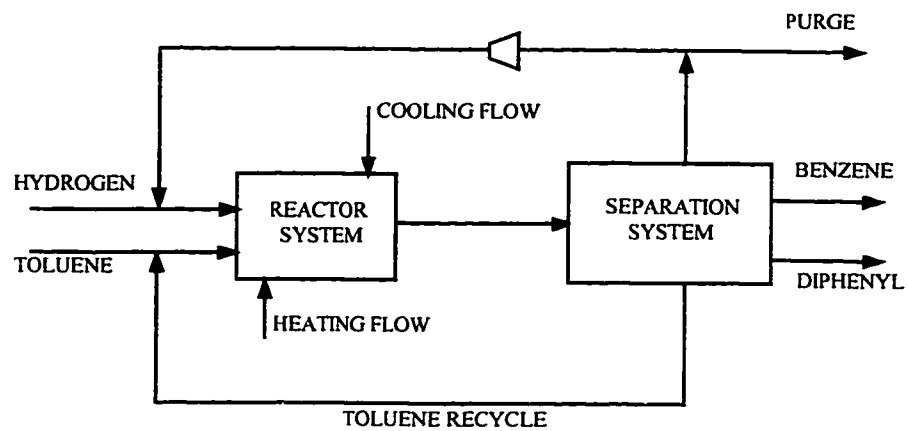 PURGE
COOLING FLOW
HYDROGEN
REACTOR
SYSTEM
SEPARATION
SYSTEM
BENZENE
TOLUENE
DIPHENYL
HEATING FLOW
TOLUENE RECYCLE